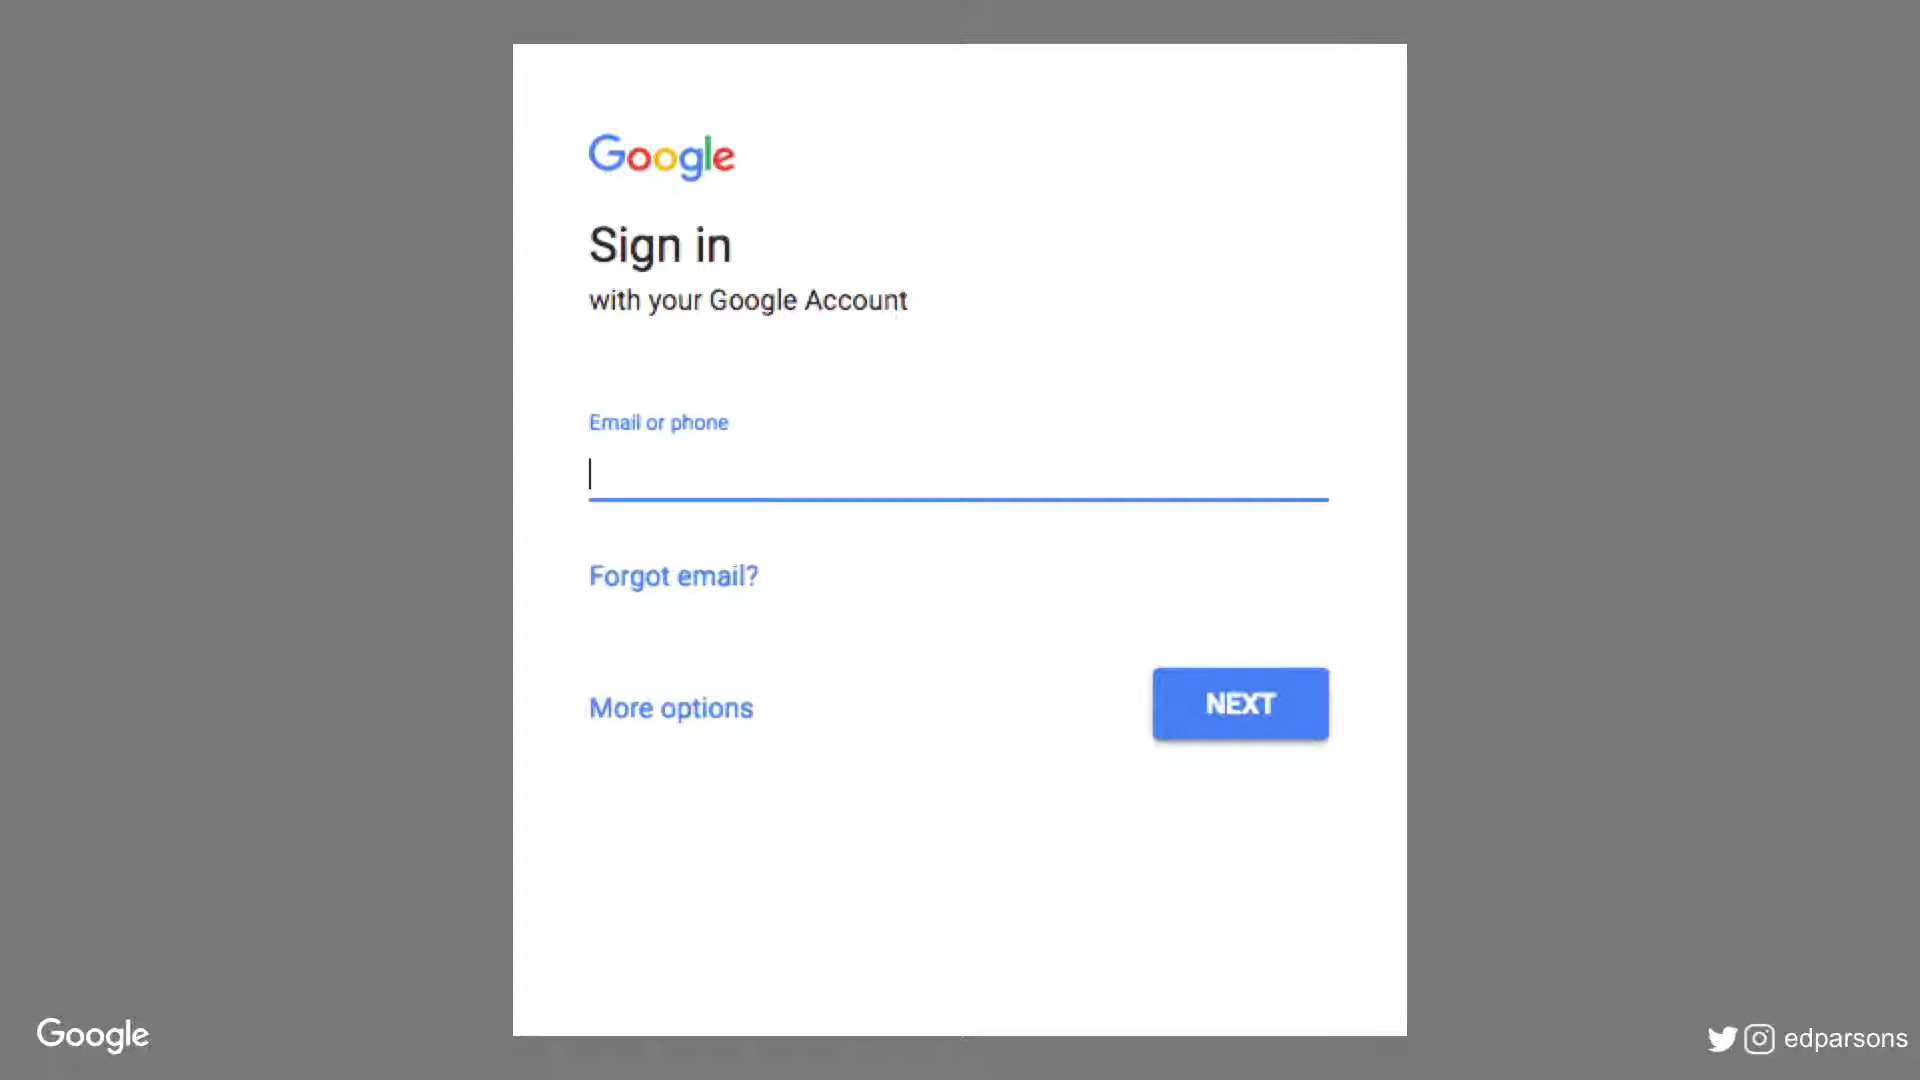 Google
Sign in
with your Google Account
Email or phone
Forgot email?
More options
NEXT
Google
edparsons